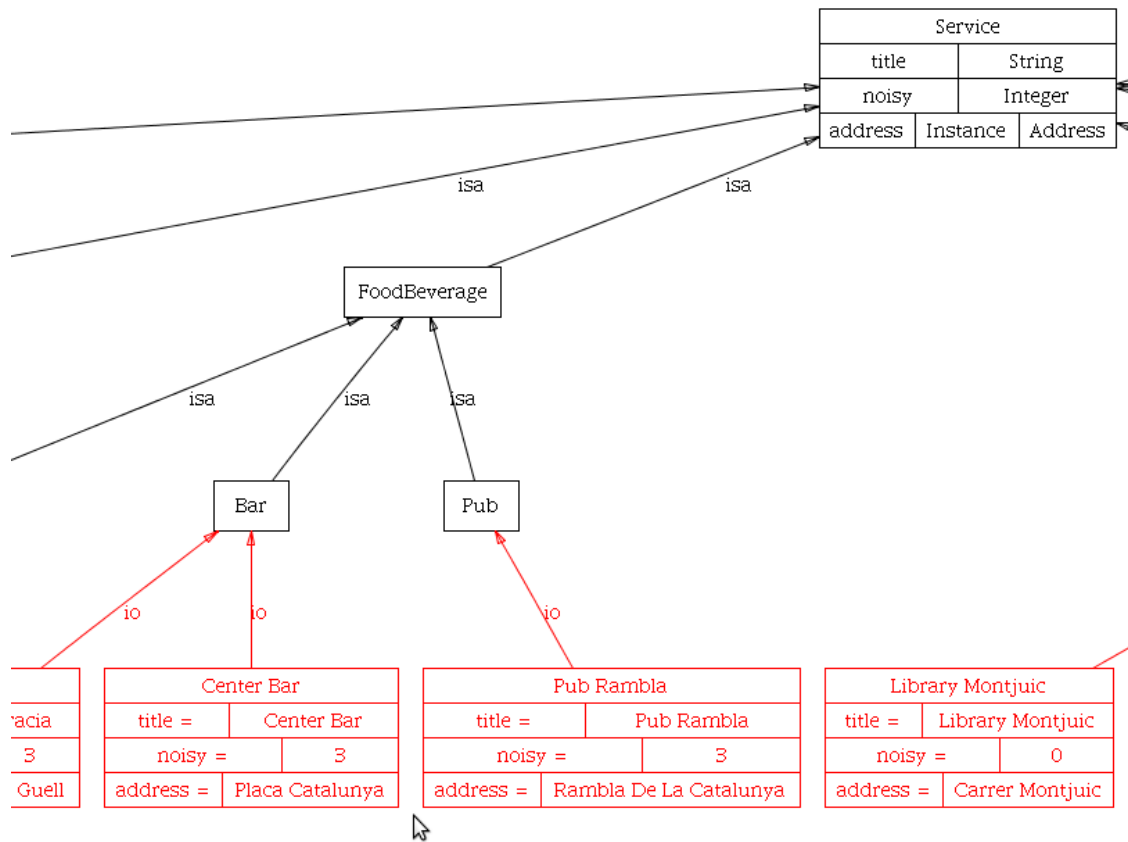 Service
title String
noisy Integer
address Instance Address
isa isa
FoodBeverage
isa isa isa
Bar Pub
io io io
Center Bar
title = Center Bar
noisy = 3
address = Placa Catalunya
Pub Rambla
title = Pub Rambla
noisy = 3
address = Rambla De La Catalunya
Library Montjuic
title = Library Montjuic
noisy = 0
address = Carrer Montjuic
racia
3
Guell